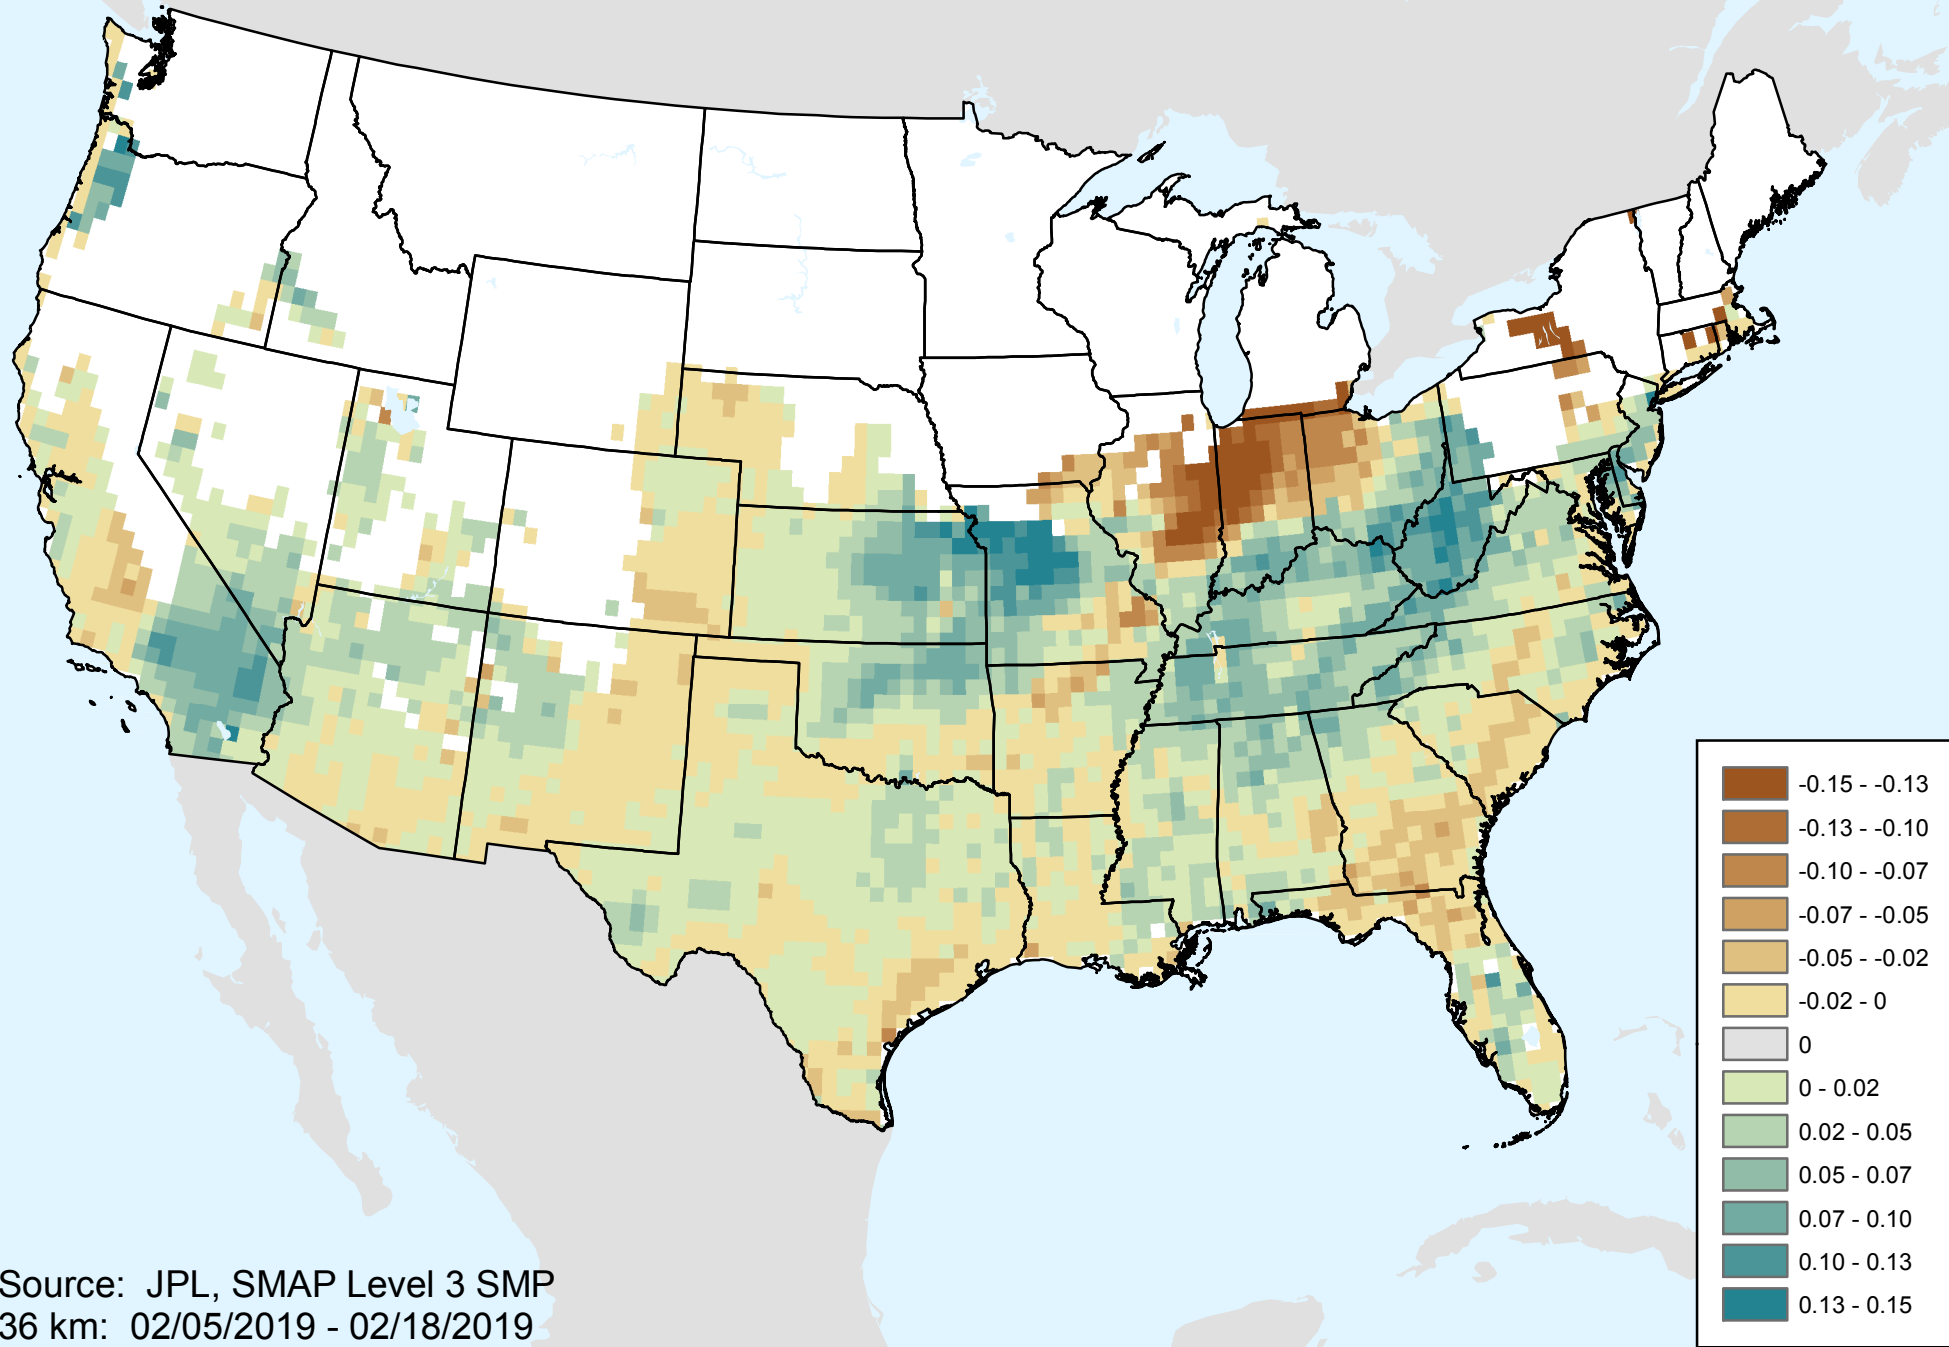 -0.15 - -0.13
-0.13 - -0.10
-0.10 - -0.07
-0.07 - -0.05
-0.05 - -0.02
-0.02 - 0
0
0 - 0.02
0.02 - 0.05
0.05 - 0.07
0.07 - 0.10
0.10 - 0.13
0.13 - 0.15
Source: JPL, SMAP Level 3 SMP
36 km: 02/05/2019 - 02/18/2019